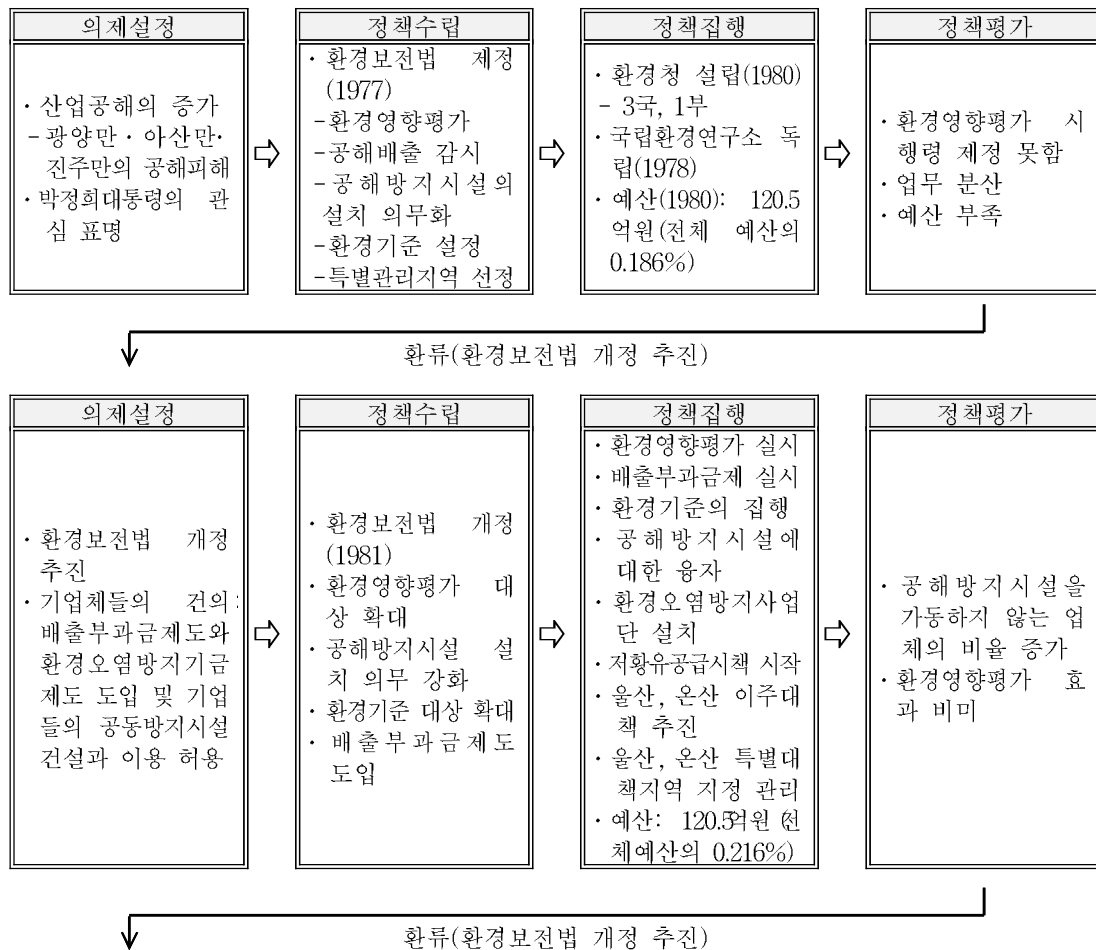 의제설정
· 산업공해의 증가
- 광양만·아산만·
진주만의 공해피해
· 박정희대통령의 관
심 표명
정책수립
· 환경보전법 제정
(1977)
-환경영향평가
-공해배출 감시
-공해방지시설의
설치 의무화
-환경기준 설정
-특별관리지역 선정
정책집행
· 환경청 설립(1980)
- 3국, 1부
· 국립환경연구소 독
립(1978)
· 예산(1980): 120.5
억원(전체 예산의
0.186%)
정책평가
· 환경영향평가 시
행령 제정 못함
· 업무 분산
· 예산 부족
환류(환경보전법 개정 추진)
의제설정
· 환경보전법 개정
추진
· 기업체들의 건의:
배출부과금제도와
환경오염방지기금
제도 도입 및 기업
들의 공동방지시설
건설과 이용 허용
정책수립
· 환경보전법 개정
(1981)
· 환경영향평가 대
상 확대
· 공해방지시설 설
치 의무 강화
· 환경기준 대상 확대
· 배출부과금제도
도입
정책집행
· 환경영향평가 실시
· 배출부과금제 실시
· 환경기준의 집행
· 공해방지시설에
대한 융자
· 환경오염방지사업
단 설치
· 저황유공급시책 시작
· 울산, 온산 이주대
책 추진
· 울산, 온산 특별대
책지역 지정 관리
· 예산: 120.5억원 (전
체예산의 0.216%)
정책평가
· 공해방지시설을
가동하지 않는 업
체의 비율 증가
· 환경영향평가 효
과 비미
환류(환경보전법 개정 추진)